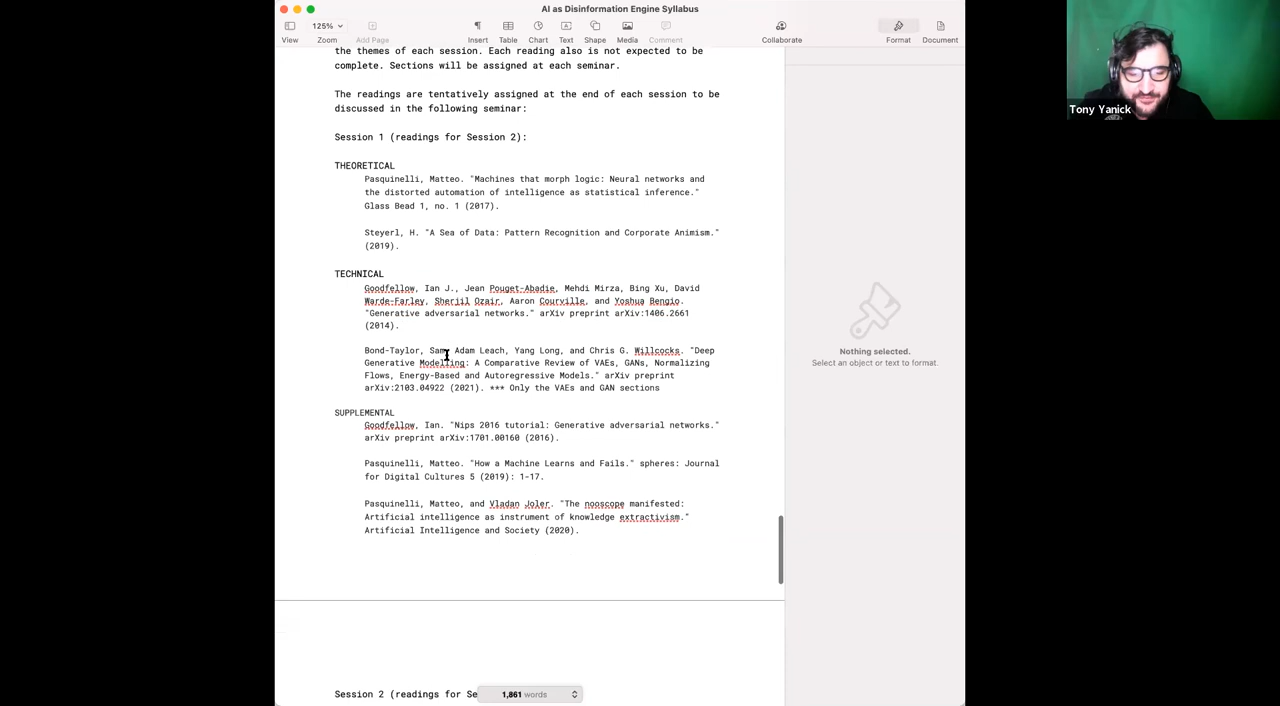 AI as Disinformation Engine Syllabus
125%
View Zoom Add Page Insert Table Chart Text Shape Media Comment Collaborate Format Document
the themes of each session. Each reading also is not expected to be
complete. Sections will be assigned at each seminar.
The readings are tentatively assigned at the end of each session to be
discussed in the following seminar:
Session 1 (readings for Session 2):
THEORETICAL
Pasquinelli, Matteo. "Machines that morph logic: Neural networks and
the distorted automation of intelligence as statistical inference."
Glass Bead 1, no. 1 (2017).
Steyerl, H. "A Sea of Data: Pattern Recognition and Corporate Animism."
(2019).
TECHNICAL
Goodfellow, Ian J., Jean Pouget-Abadie, Mehdi Mirza, Bing Xu, David
Warde-Farley, Sherjil Ozair, Aaron Courville, and Yoshua Bengio.
"Generative adversarial networks." arXiv preprint arXiv:1406.2661
(2014).
Bond-Taylor, Sam, Adam Leach, Yang Long, and Chris G. Willcocks. "Deep
Generative Modelling: A Comparative Review of VAEs, GANs, Normalizing
Flows, Energy-Based and Autoregressive Models." arXiv preprint
arXiv:2103.04922 (2021). *** Only the VAEs and GAN sections
SUPPLEMENTAL
Goodfellow, Ian. "Nips 2016 tutorial: Generative adversarial networks."
arXiv preprint arXiv:1701.00160 (2016).
Pasquinelli, Matteo. "How a Machine Learns and Fails." spheres: Journal
for Digital Cultures 5 (2019): 1-17.
Pasquinelli, Matteo, and Vladan Joler. "The nooscope manifested:
Artificial intelligence as instrument of knowledge extractivism."
Artificial Intelligence and Society (2020).
Session 2 (readings for Se
1,861 words
Nothing selected.
Select an object or text to format.
Tony Yanick